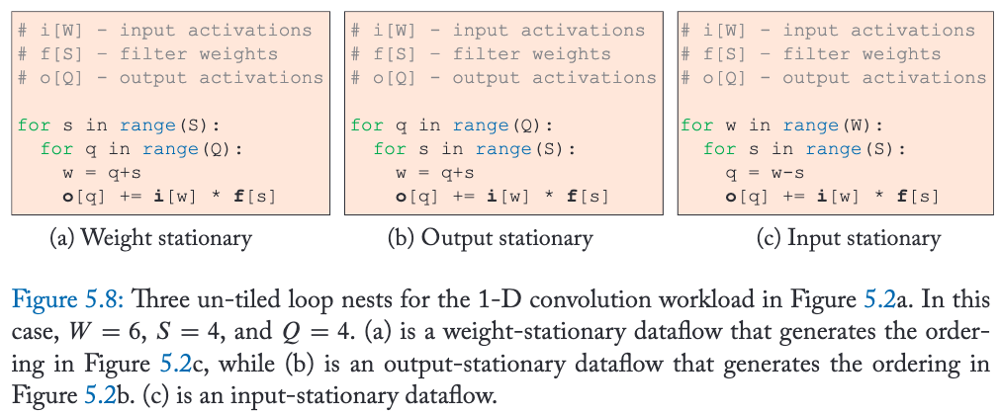 # i[W] - input activations
# f[S] - filter weights
# o[Q] - output activations
for s in range(S):
for q in range(Q):
w = q+s
o[q] += i[w] * f[s]
(a) Weight stationary
# i[W] - input activations
# f[S] - filter weights
# o[Q] - output activations
for q in range(Q):
for s in range(S):
w = q+s
o[q] += i[w] * f[s]
(b) Output stationary
# i[W] - input activations
# f[S] - filter weights
# o[Q] - output activations
for w in range(W):
for s in range(S):
q = w-s
o[q] += i[w] * f[s]
(c) Input stationary
Figure 5.8: Three un-tiled loop nests for the 1-D convolution workload in Figure 5.2a. In this
case, W = 6, S = 4, and Q = 4. (a) is a weight-stationary dataflow that generates the order-
ing in Figure 5.2c, while (b) is an output-stationary dataflow that generates the ordering in
Figure 5.2b. (c) is an input-stationary dataflow.